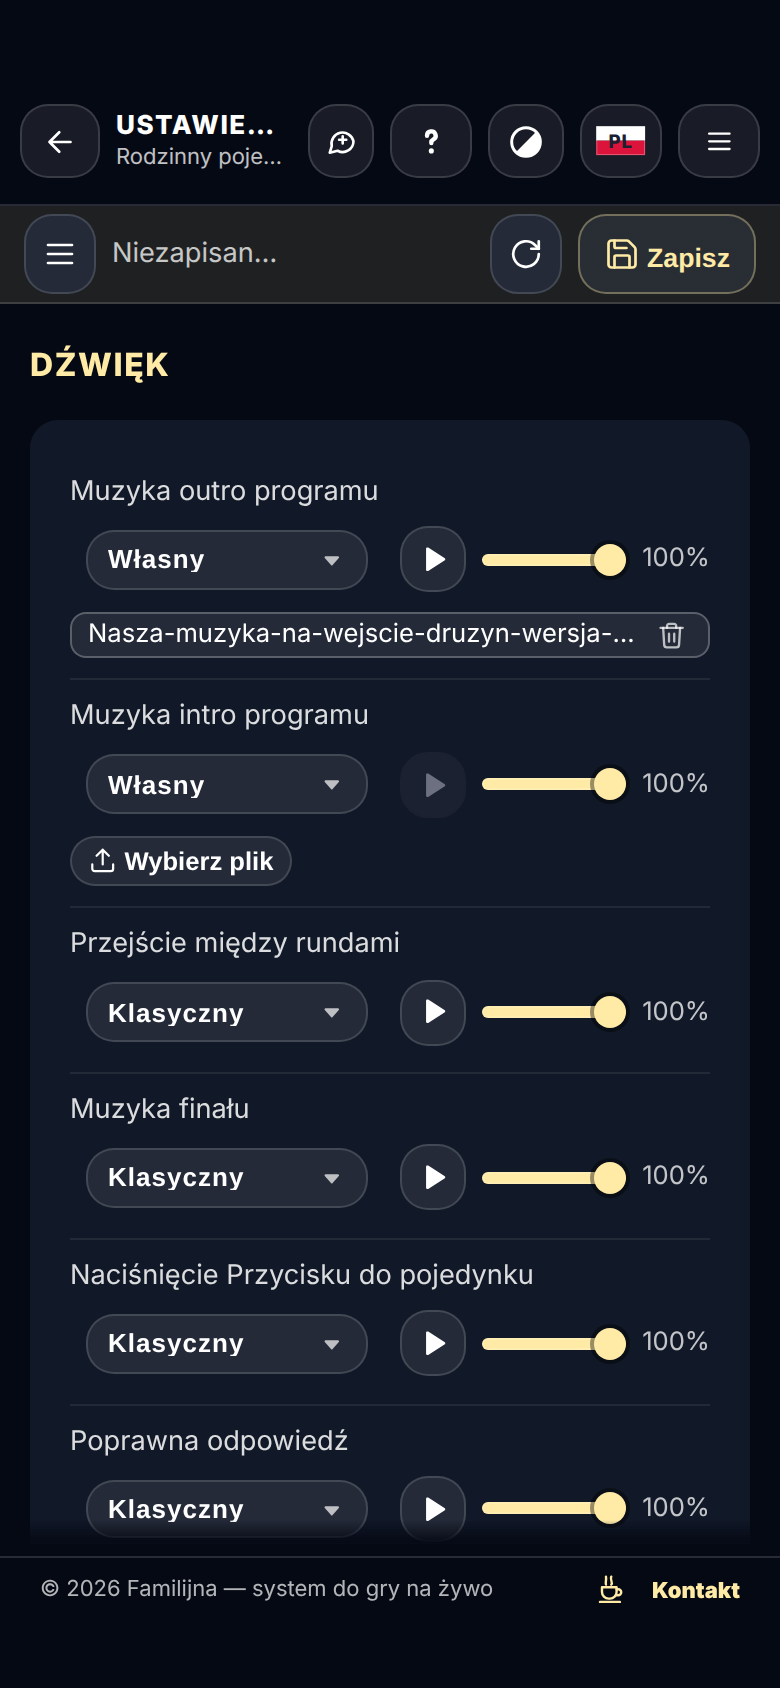 USTAWIE...
Rodzinny poje...
PL
Niezapisan...
Zapisz
DŹWIĘK
Muzyka outro programu
Własny
100%
Nasza-muzyka-na-wejscie-druzyn-wersja-...
Muzyka intro programu
Własny
100%
Wybierz plik
Przejście między rundami
Klasyczny
100%
Muzyka finału
Klasyczny
100%
Naciśnięcie Przycisku do pojedynku
Klasyczny
100%
Poprawna odpowiedź
Klasyczny
100%
© 2026 Familijna — system do gry na żywo
Kontakt